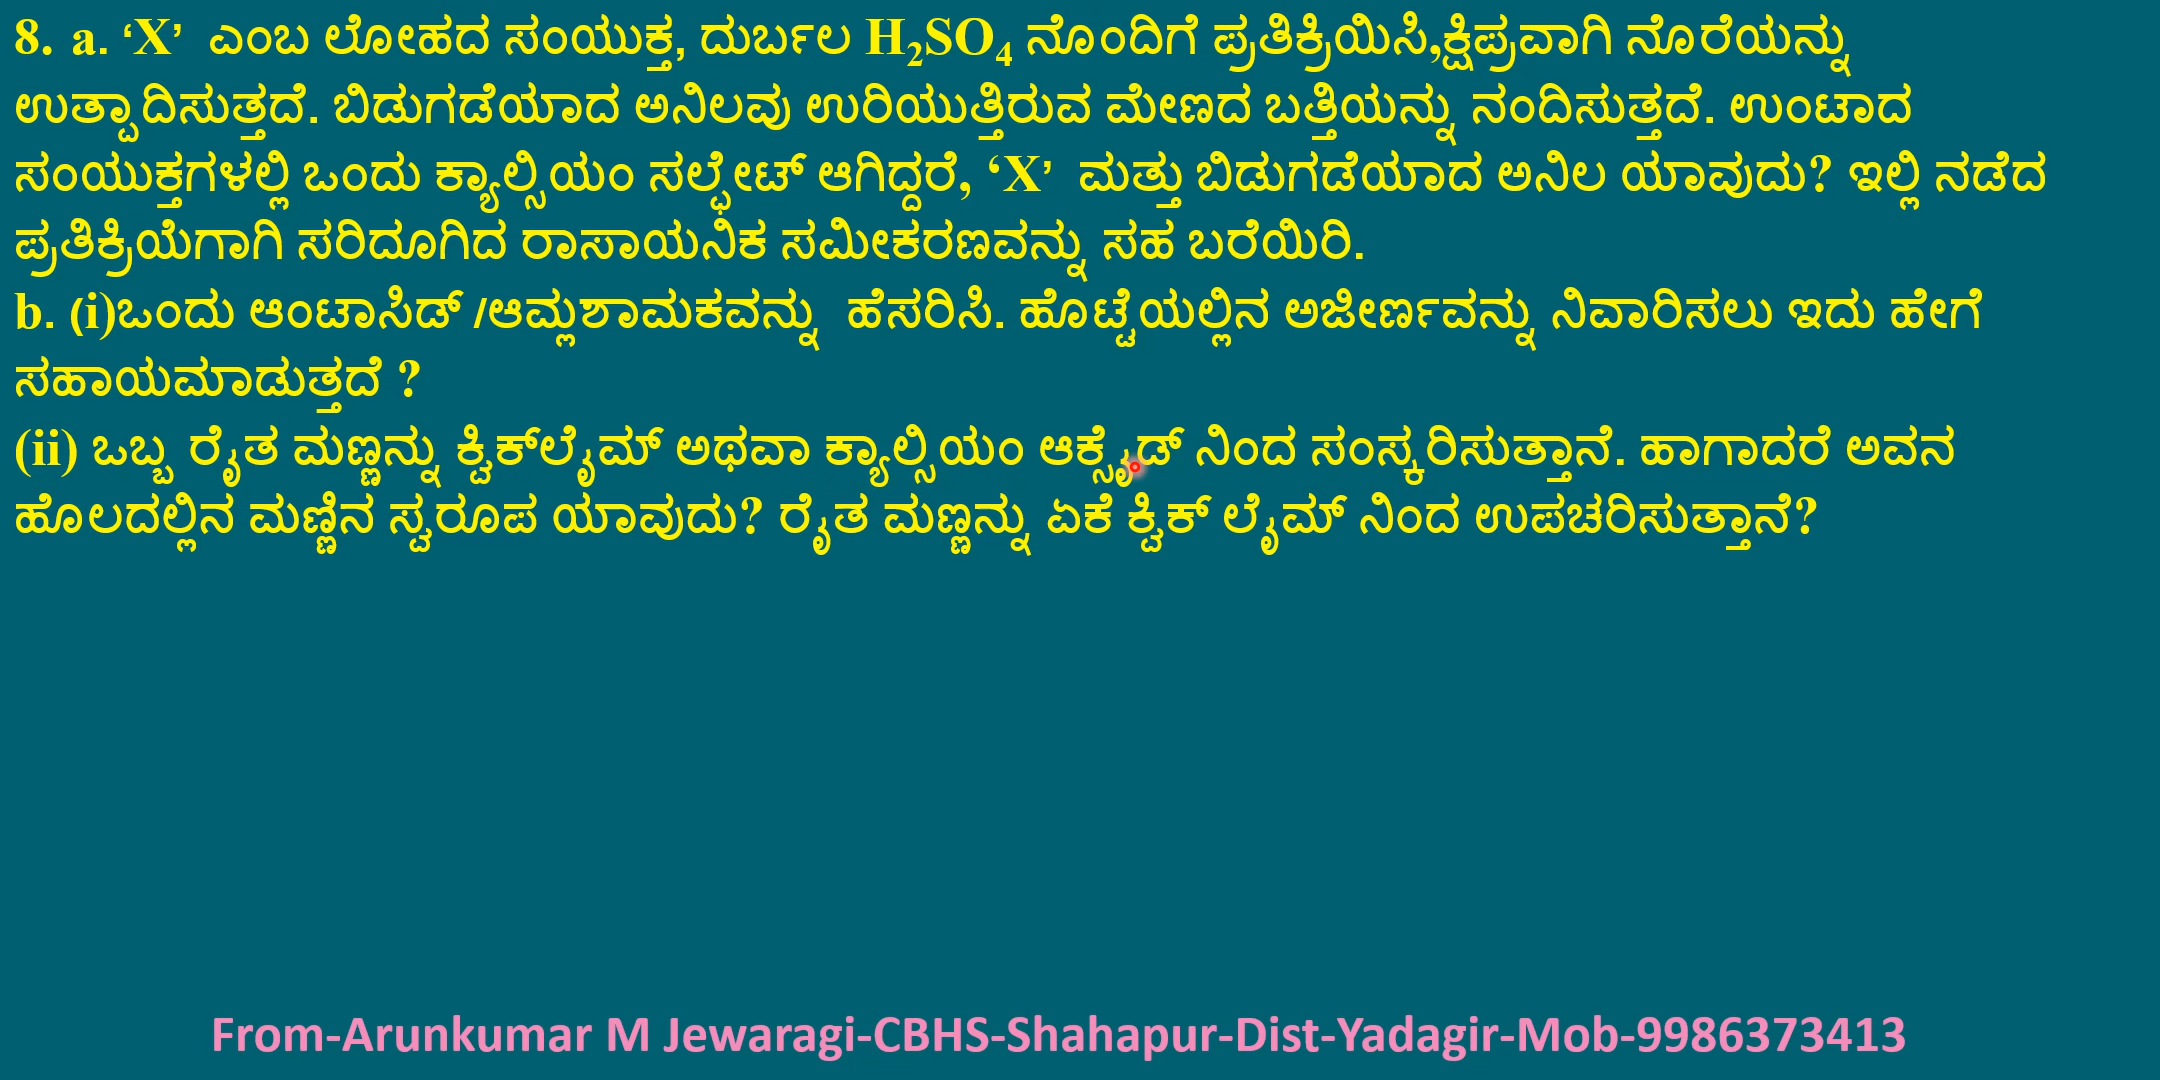 8. a. ‘X’ ಎಂಬ ಲೋಹದ ಸಂಯುಕ್ತ, ದುರ್ಬಲ H₂SO₄ ನೊಂದಿಗೆ ಪ್ರತಿಕ್ರಿಯಿಸಿ,ಕ್ಷಿಪ್ರವಾಗಿ ನೊರೆಯನ್ನು
ಉತ್ಪಾದಿಸುತ್ತದೆ. ಬಿಡುಗಡೆಯಾದ ಅನಿಲವು ಉರಿಯುತ್ತಿರುವ ಮೇಣದ ಬತ್ತಿಯನ್ನು ನಂದಿಸುತ್ತದೆ. ಉಂಟಾದ
ಸಂಯುಕ್ತಗಳಲ್ಲಿ ಒಂದು ಕ್ಯಾಲ್ಸಿಯಂ ಸಲ್ಫೇಟ್ ಆಗಿದ್ದರೆ, ‘X’ ಮತ್ತು ಬಿಡುಗಡೆಯಾದ ಅನಿಲ ಯಾವುದು? ಇಲ್ಲಿ ನಡೆದ
ಪ್ರತಿಕ್ರಿಯೆಗಾಗಿ ಸರಿದೂಗಿದ ರಾಸಾಯನಿಕ ಸಮೀಕರಣವನ್ನು ಸಹ ಬರೆಯಿರಿ.
b. (i)ಒಂದು ಆಂಟಾಸಿಡ್ /ಆಮ್ಲಶಾಮಕವನ್ನು ಹೆಸರಿಸಿ. ಹೊಟ್ಟೆಯಲ್ಲಿನ ಅಜೀರ್ಣವನ್ನು ನಿವಾರಿಸಲು ಇದು ಹೇಗೆ
ಸಹಾಯಮಾಡುತ್ತದೆ ?
(ii) ಒಬ್ಬ ರೈತ ಮಣ್ಣನ್ನು ಕ್ವಿಕ್‌ಲೈಮ್ ಅಥವಾ ಕ್ಯಾಲ್ಸಿಯಂ ಆಕ್ಸೈಡ್ ನಿಂದ ಸಂಸ್ಕರಿಸುತ್ತಾನೆ. ಹಾಗಾದರೆ ಅವನ
ಹೊಲದಲ್ಲಿನ ಮಣ್ಣಿನ ಸ್ವರೂಪ ಯಾವುದು? ರೈತ ಮಣ್ಣನ್ನು ಏಕೆ ಕ್ವಿಕ್ ಲೈಮ್ ನಿಂದ ಉಪಚರಿಸುತ್ತಾನೆ?
From-Arunkumar M Jewaragi-CBHS-Shahapur-Dist-Yadagir-Mob-9986373413